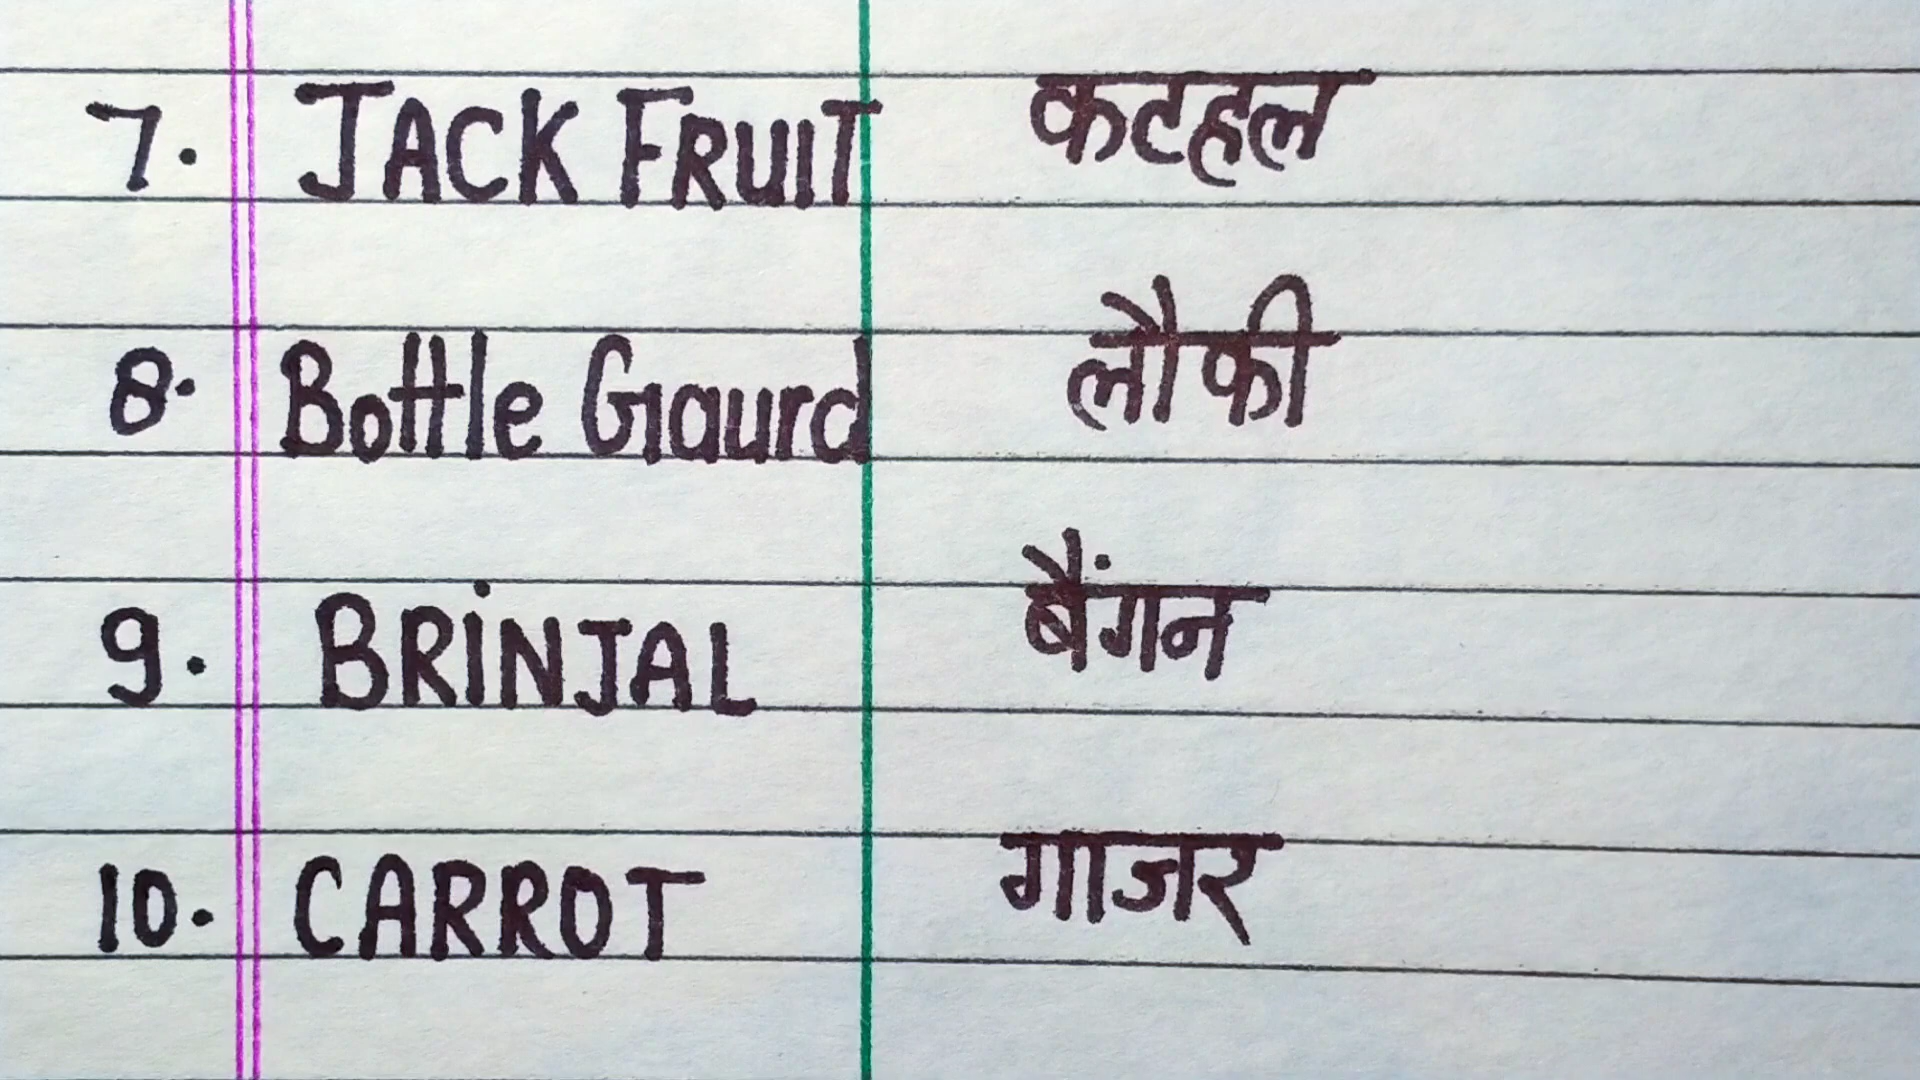 7. JACK FRUIT कटहल
8. Bottle Gaurd लौकी
9. BRiNJAL बैंगन
10. CARROT गाजर